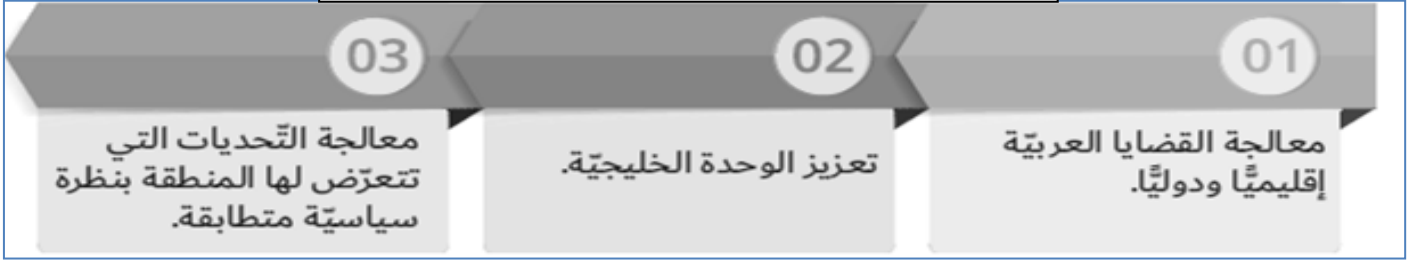 01
معالجة القضايا العربيّة
إقليميًّا ودوليًّا.
02
تعزيز الوحدة الخليجيّة.
03
معالجة التّحديات التي
تتعرّض لها المنطقة بنظرة
سياسيّة متطابقة.